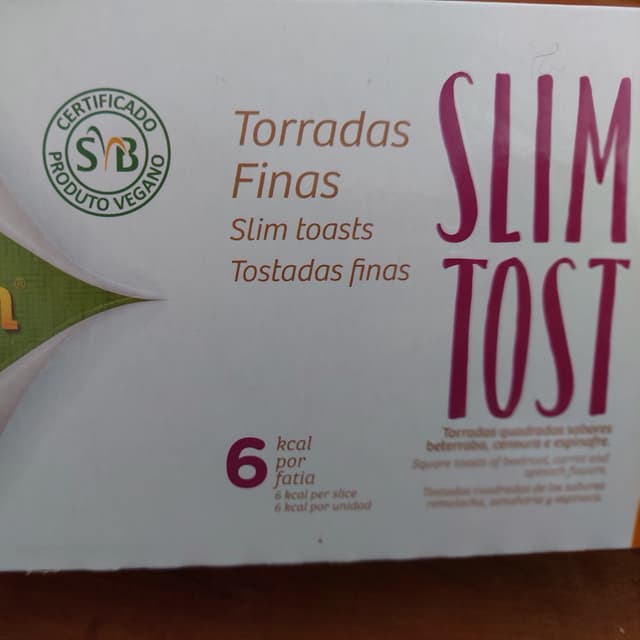 CERTIFICADO
SVB
PRODUTO VEGANO
Torradas
Finas
Slim toasts
Tostadas finas
SLIM
TOST
n®
6 kcal
por
fatia
6 kcal per slice
6 kcal por unidad
Torradas quadradas sabores
beterraba, cenoura e espinafre.
Square toasts of beetroot, carrot and
spinach flavors.
Tostadas cuadradas de los sabores
remolacha, zanahoria y espinaca.